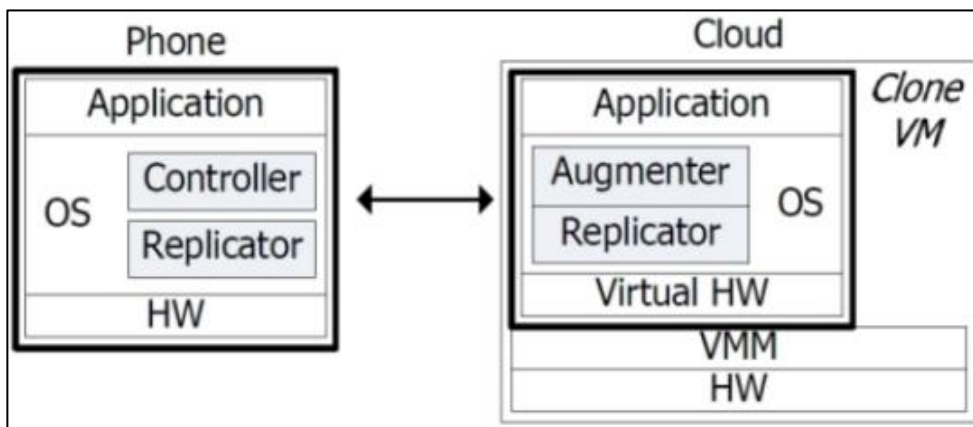 Phone
Application
OS
Controller
Replicator
HW
Cloud
Clone
VM
Application
Augmenter
Replicator
OS
Virtual HW
VMM
HW